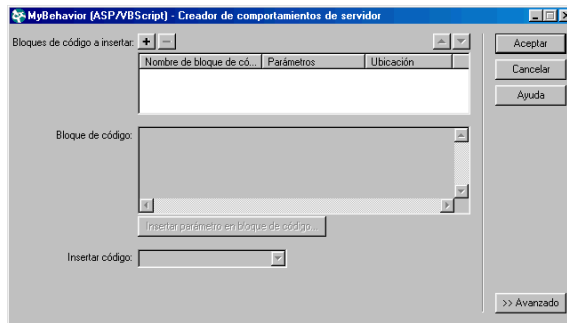 MyBehavior (ASP/VBScript) - Creador de comportamientos de servidor
Bloques de código a insertar:
Nombre de bloque de có... Parámetros Ubicación
Bloque de código:
Insertar parámetro en bloque de código...
Insertar código:
Aceptar
Cancelar
Ayuda
>> Avanzado